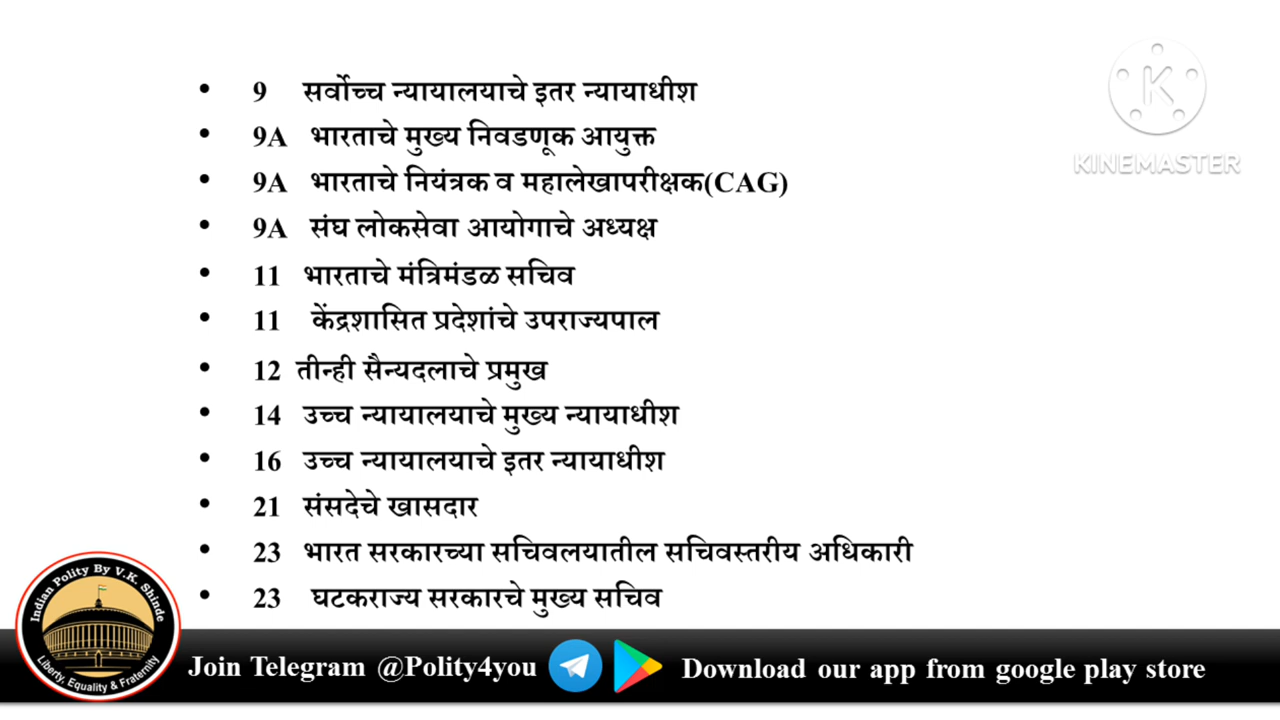 • 9 सर्वोच्च न्यायालयाचे इतर न्यायाधीश
• 9A भारताचे मुख्य निवडणूक आयुक्त
• 9A भारताचे नियंत्रक व महालेखापरीक्षक(CAG)
• 9A संघ लोकसेवा आयोगाचे अध्यक्ष
• 11 भारताचे मंत्रिमंडळ सचिव
• 11 केंद्रशासित प्रदेशांचे उपराज्यपाल
• 12 तीन्ही सैन्यदलाचे प्रमुख
• 14 उच्च न्यायालयाचे मुख्य न्यायाधीश
• 16 उच्च न्यायालयाचे इतर न्यायाधीश
• 21 संसदेचे खासदार
• 23 भारत सरकारच्या सचिवलयातील सचिवस्तरीय अधिकारी
• 23 घटकराज्य सरकारचे मुख्य सचिव
K
KINEMASTER
Indian Polity By V.K. Shinde
Liberty, Equality & Fraternity
Join Telegram @Polity4you
Download our app from google play store